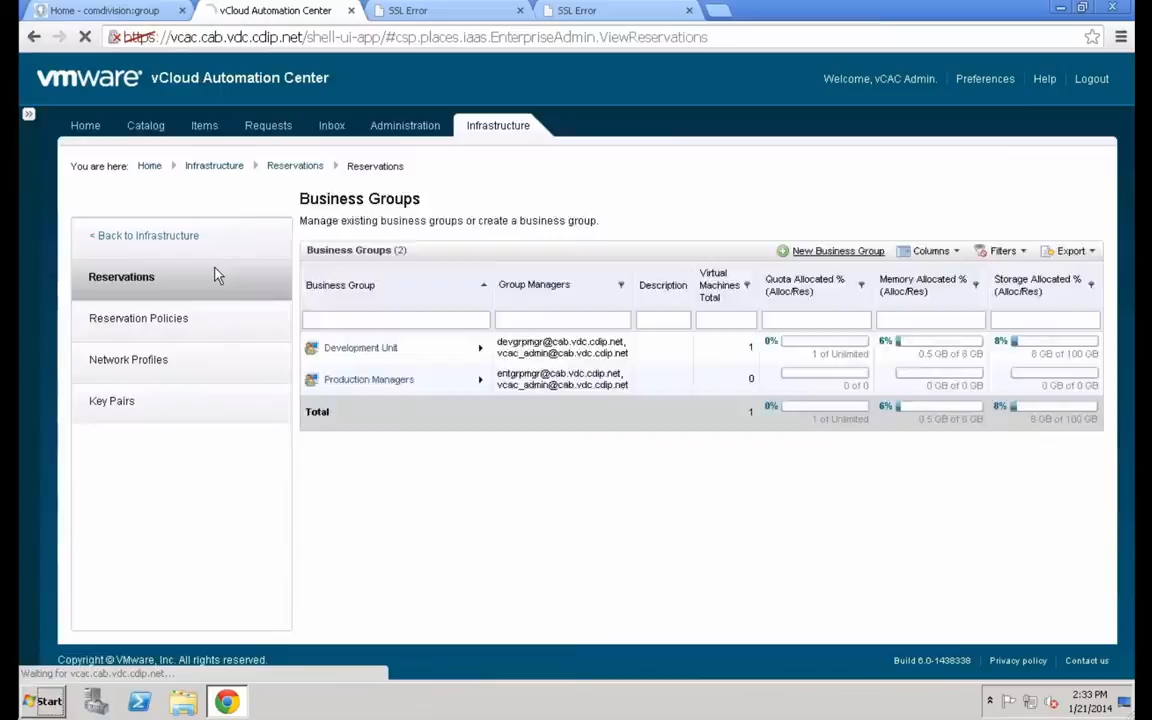 Home - comdivision:group
vCloud Automation Center
SSL Error
SSL Error
https://vcac.cab.vdc.cdip.net/shell-ui-app/#csp.places.iaas.EnterpriseAdmin.ViewReservations
vmware® vCloud Automation Center
Welcome, vCAC Admin.
Preferences
Help
Logout
Home
Catalog
Items
Requests
Inbox
Administration
Infrastructure
You are here: Home Infrastructure Reservations Reservations
Business Groups
Manage existing business groups or create a business group.
< Back to Infrastructure
Reservations
Reservation Policies
Network Profiles
Key Pairs
Business Groups (2)
New Business Group
Columns
Filters
Export
Business Group
Group Managers
Description
Virtual
Machines
Total
Quota Allocated %
(Alloc/Res)
Memory Allocated %
(Alloc/Res)
Storage Allocated %
(Alloc/Res)
Development Unit
devgrpmgr@cab.vdc.cdip.net,
vcac_admin@cab.vdc.cdip.net
1
0%
1 of Unlimited
6%
0.5 GB of 8 GB
8%
8 GB of 100 GB
Production Managers
entgrpmgr@cab.vdc.cdip.net,
vcac_admin@cab.vdc.cdip.net
0
0 of 0
0 GB of 0 GB
0 GB of 0 GB
Total
1
0%
1 of Unlimited
6%
0.5 GB of 8 GB
8%
8 GB of 100 GB
Copyright © VMware, Inc. All rights reserved.
Build 6.0-1438338
Privacy policy
Contact us
Waiting for vcac.cab.vdc.cdip.net...
Start
2:33 PM
1/21/2014